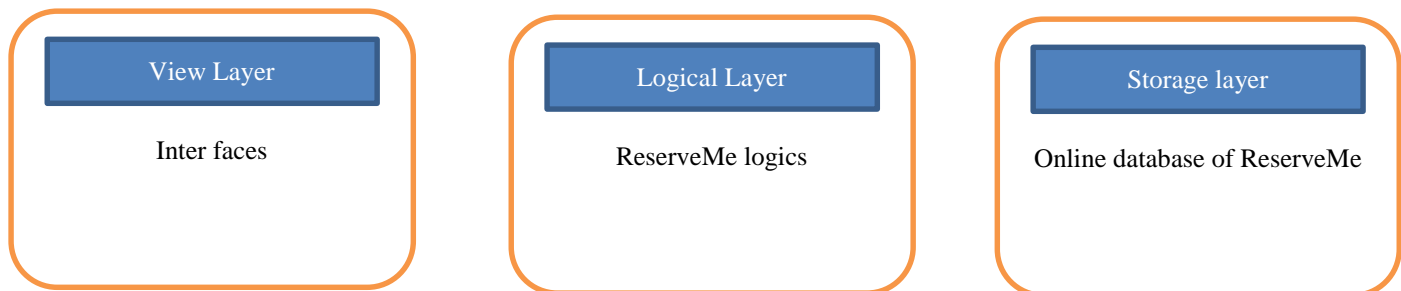 View Layer
Inter faces
Logical Layer
ReserveMe logics
Storage layer
Online database of ReserveMe